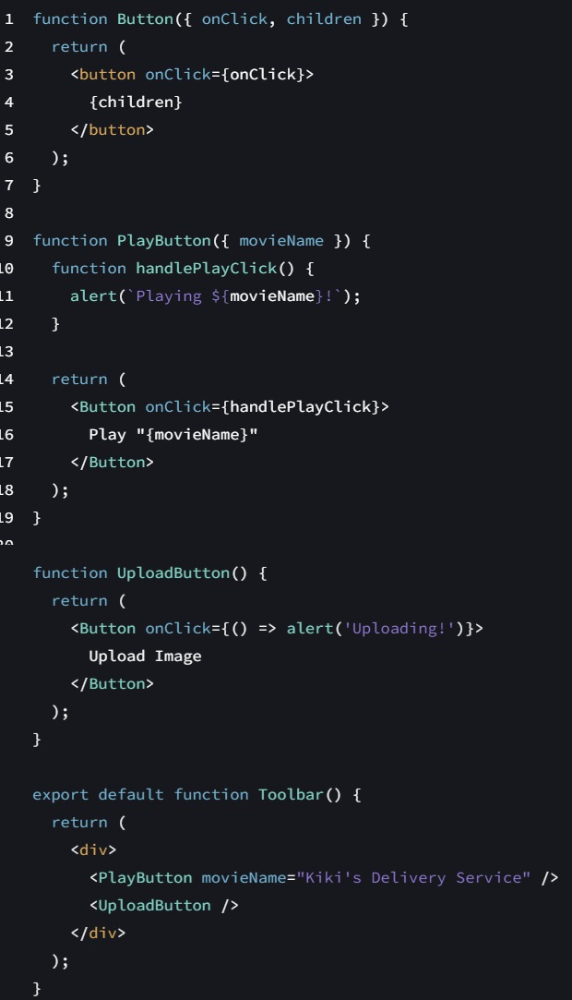 1 function Button({ onClick, children }) {
2   return (
3     <button onClick={onClick}>
4       {children}
5     </button>
6   );
7 }
8
9 function PlayButton({ movieName }) {
10   function handlePlayClick() {
11     alert(`Playing ${movieName}!`);
12   }
13
14   return (
15     <Button onClick={handlePlayClick}>
16       Play "{movieName}"
17     </Button>
18   );
19 }
20
function UploadButton() {
  return (
    <Button onClick={() => alert('Uploading!')}>
      Upload Image
    </Button>
  );
}

export default function Toolbar() {
  return (
    <div>
      <PlayButton movieName="Kiki's Delivery Service" />
      <UploadButton />
    </div>
  );
}